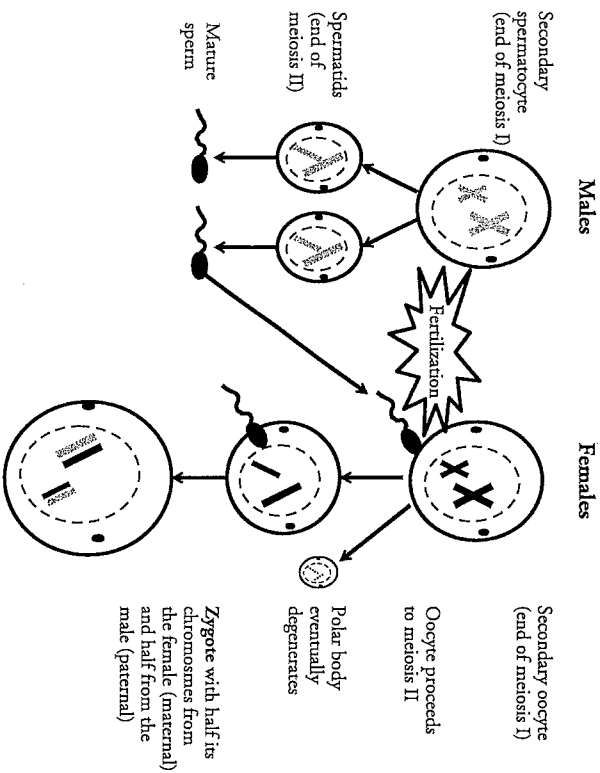 Males
Females
Secondary
spermatocyte
(end of meiosis I)
Spermatids
(end of
meiosis II)
Mature
sperm
Fertilization
Secondary oocyte
(end of meiosis I)
Oocyte proceeds
to meiosis II
Polar body
eventually
degenerates
Zygote with half its
chromosmes from
the female (maternal)
and half from the
male (paternal)